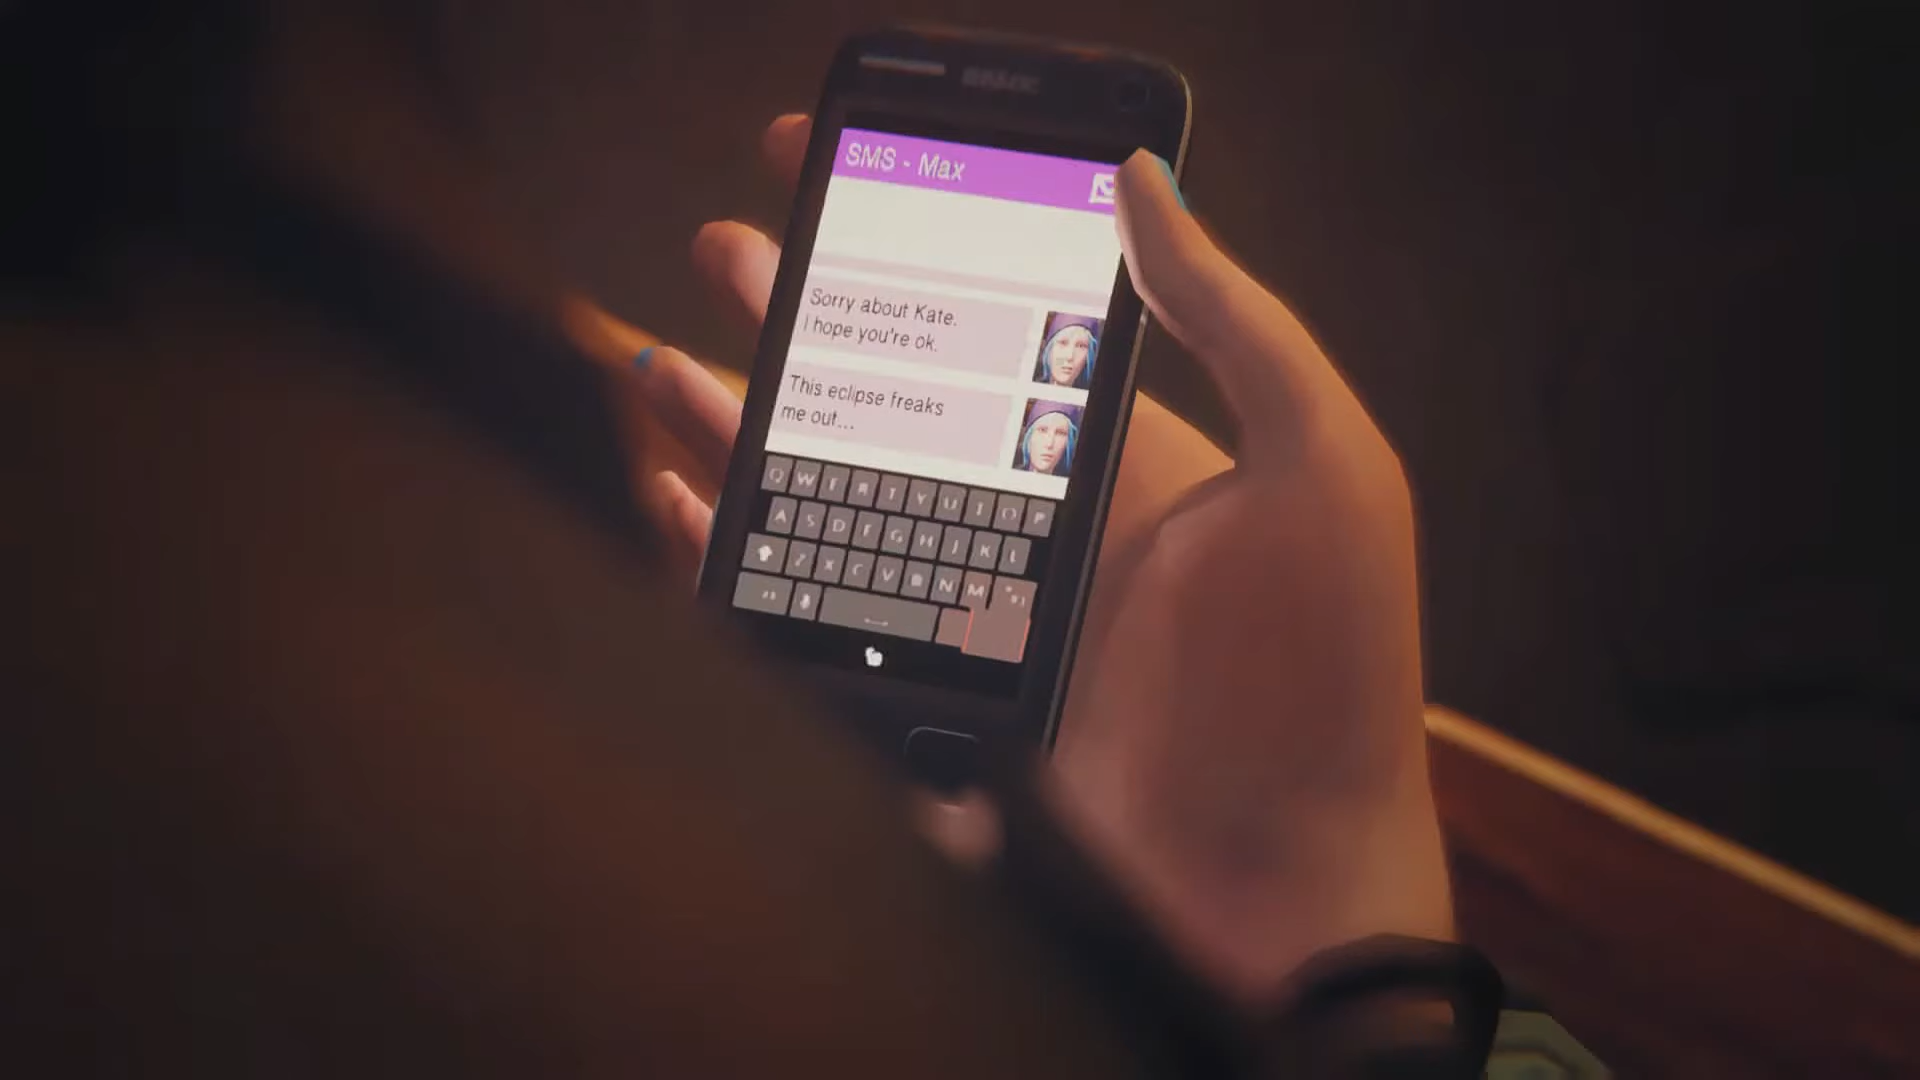 SMS - Max
Sorry about Kate.
I hope you're ok.
This eclipse freaks
me out...
Q W E R T Y U I O P
A S D F G H J K L
Z X C V B N M